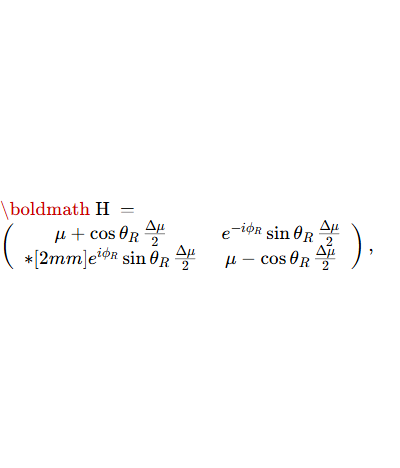 \boldmath H =
( μ + cos θ_R Δμ/2    e^{-iϕ_R} sin θ_R Δμ/2
*[2mm]e^{iϕ_R} sin θ_R Δμ/2    μ − cos θ_R Δμ/2 ) ,